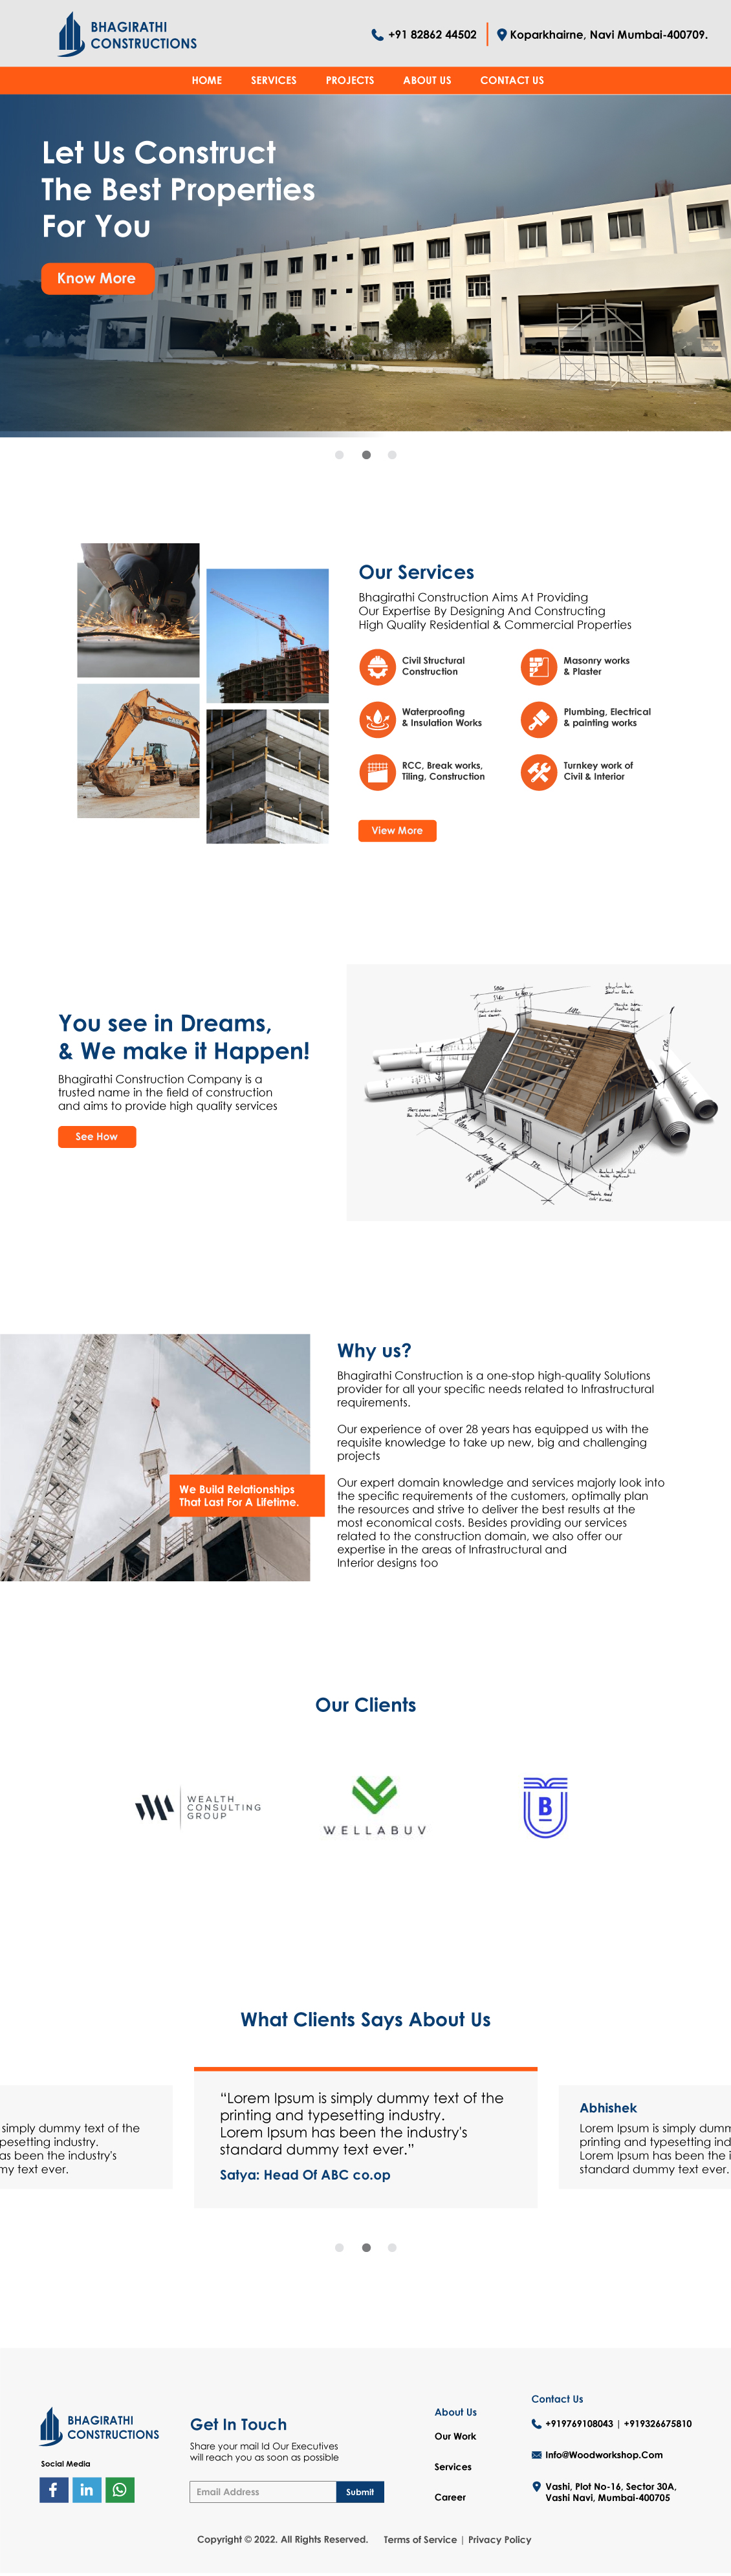 BHAGIRATHI
CONSTRUCTIONS
+91 82862 44502
Koparkhairne, Navi Mumbai-400709.
HOME SERVICES PROJECTS ABOUT US CONTACT US
Let Us Construct
The Best Properties
For You
Know More
Our Services
Bhagirathi Construction Aims At Providing
Our Expertise By Designing And Constructing
High Quality Residential & Commercial Properties
Civil Structural
Construction
Masonry works
& Plaster
Waterproofing
& Insulation Works
Plumbing, Electrical
& painting works
RCC, Break works,
Tiling, Construction
Turnkey work of
Civil & Interior
CASE
View More
You see in Dreams,
& We make it Happen!
Bhagirathi Construction Company is a
trusted name in the field of construction
and aims to provide high quality services
See How
Why us?
Bhagirathi Construction is a one-stop high-quality Solutions
provider for all your specific needs related to Infrastructural
requirements.
Our experience of over 28 years has equipped us with the
requisite knowledge to take up new, big and challenging
projects
Our expert domain knowledge and services majorly look into
the specific requirements of the customers, optimally plan
the resources and strive to deliver the best results at the
most economical costs. Besides providing our services
related to the construction domain, we also offer our
expertise in the areas of Infrastructural and
Interior designs too
We Build Relationships
That Last For A Lifetime.
Our Clients
WEALTH
CONSULTING
GROUP
WELLABUV
B
What Clients Says About Us
simply dummy text of the
pesetting industry.
as been the industry's
my text ever.
“Lorem Ipsum is simply dummy text of the
printing and typesetting industry.
Lorem Ipsum has been the industry's
standard dummy text ever.”
Satya: Head Of ABC co.op
Abhishek
Lorem Ipsum is simply dumm
printing and typesetting ind
Lorem Ipsum has been the i
standard dummy text ever.
BHAGIRATHI
CONSTRUCTIONS
Social Media
f in
Get In Touch
Share your mail Id Our Executives
will reach you as soon as possible
Email Address
Submit
About Us
Our Work
Services
Career
Contact Us
+919769108043 | +919326675810
Info@Woodworkshop.Com
Vashi, Plot No-16, Sector 30A,
Vashi Navi, Mumbai-400705
Copyright © 2022. All Rights Reserved. Terms of Service | Privacy Policy